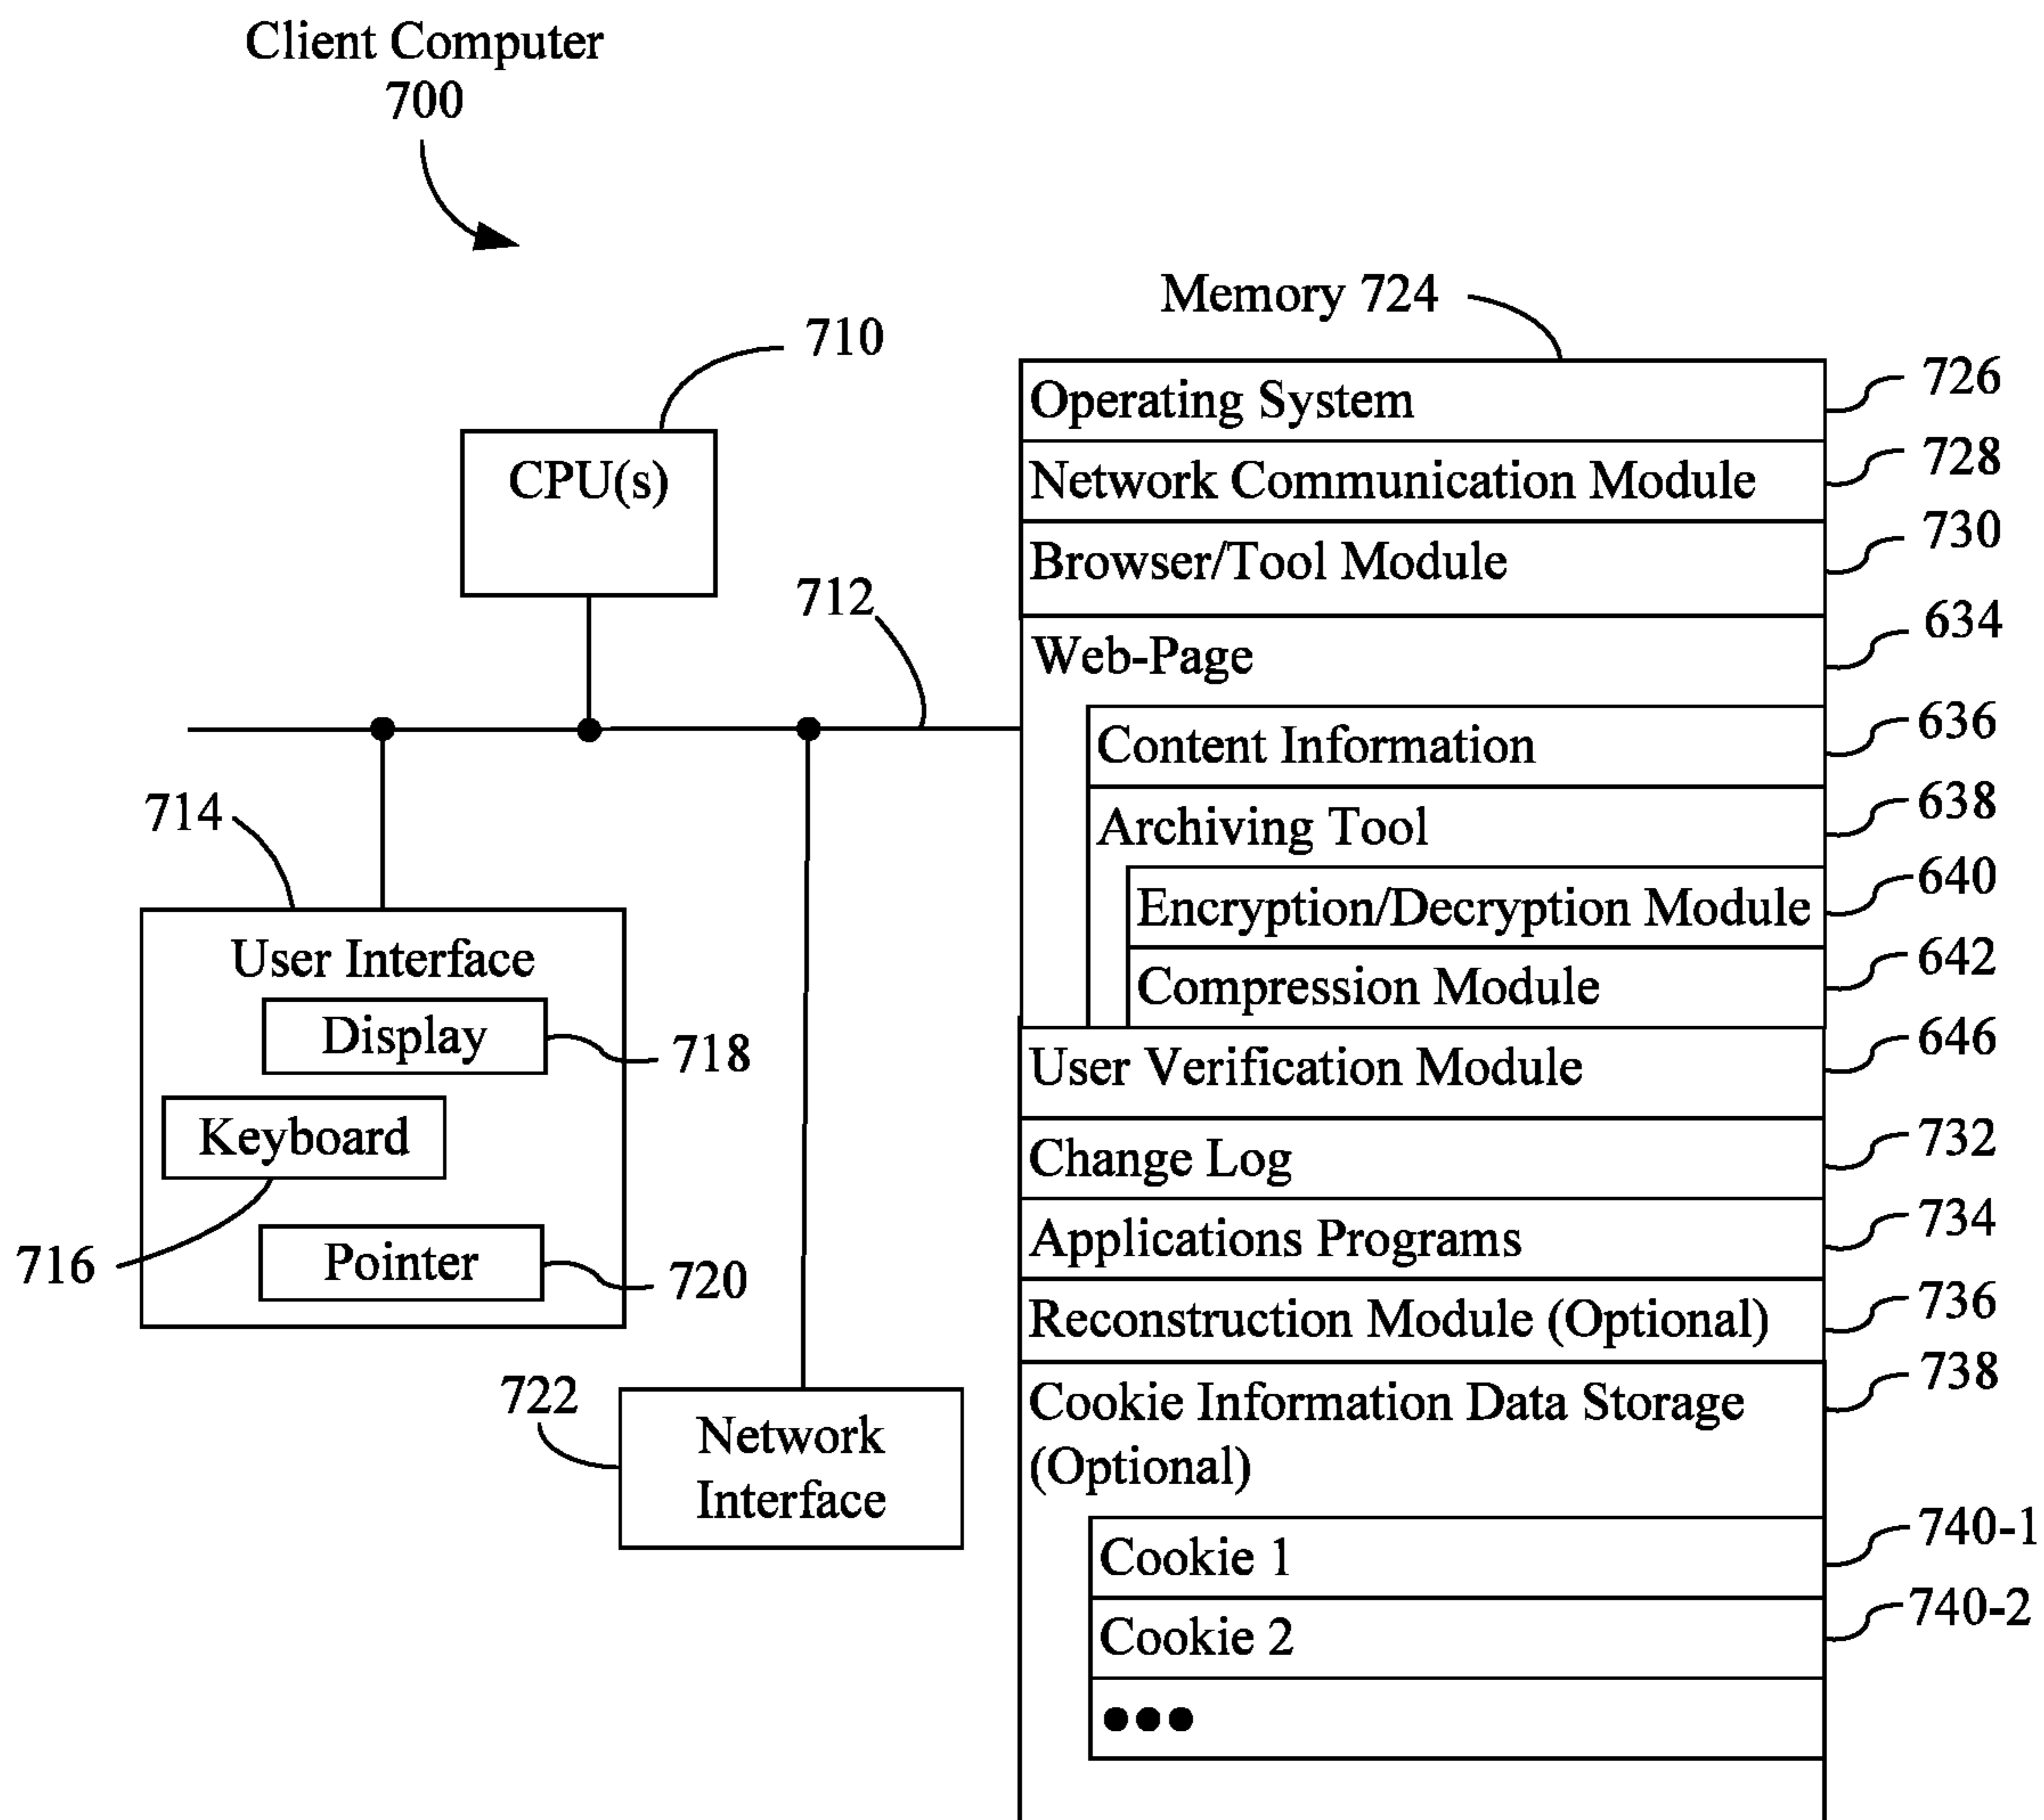 Client Computer
700
Memory 724
710
CPU(s)
712
714
User Interface
Display
718
Keyboard
716
Pointer
720
722
Network
Interface
Operating System
726
Network Communication Module
728
Browser/Tool Module
730
Web-Page
634
Content Information
636
Archiving Tool
638
Encryption/Decryption Module
640
Compression Module
642
User Verification Module
646
Change Log
732
Applications Programs
734
Reconstruction Module (Optional)
736
Cookie Information Data Storage
(Optional)
738
Cookie 1
740-1
Cookie 2
740-2